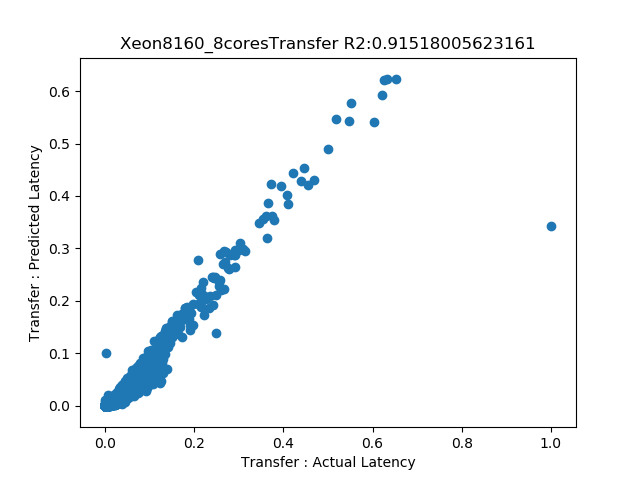 Xeon8160_8coresTransfer R2:0.91518005623161
Transfer : Predicted Latency
0.6
0.5
0.4
0.3
0.2
0.1
0.0
0.0 0.2 0.4 0.6 0.8 1.0
Transfer : Actual Latency